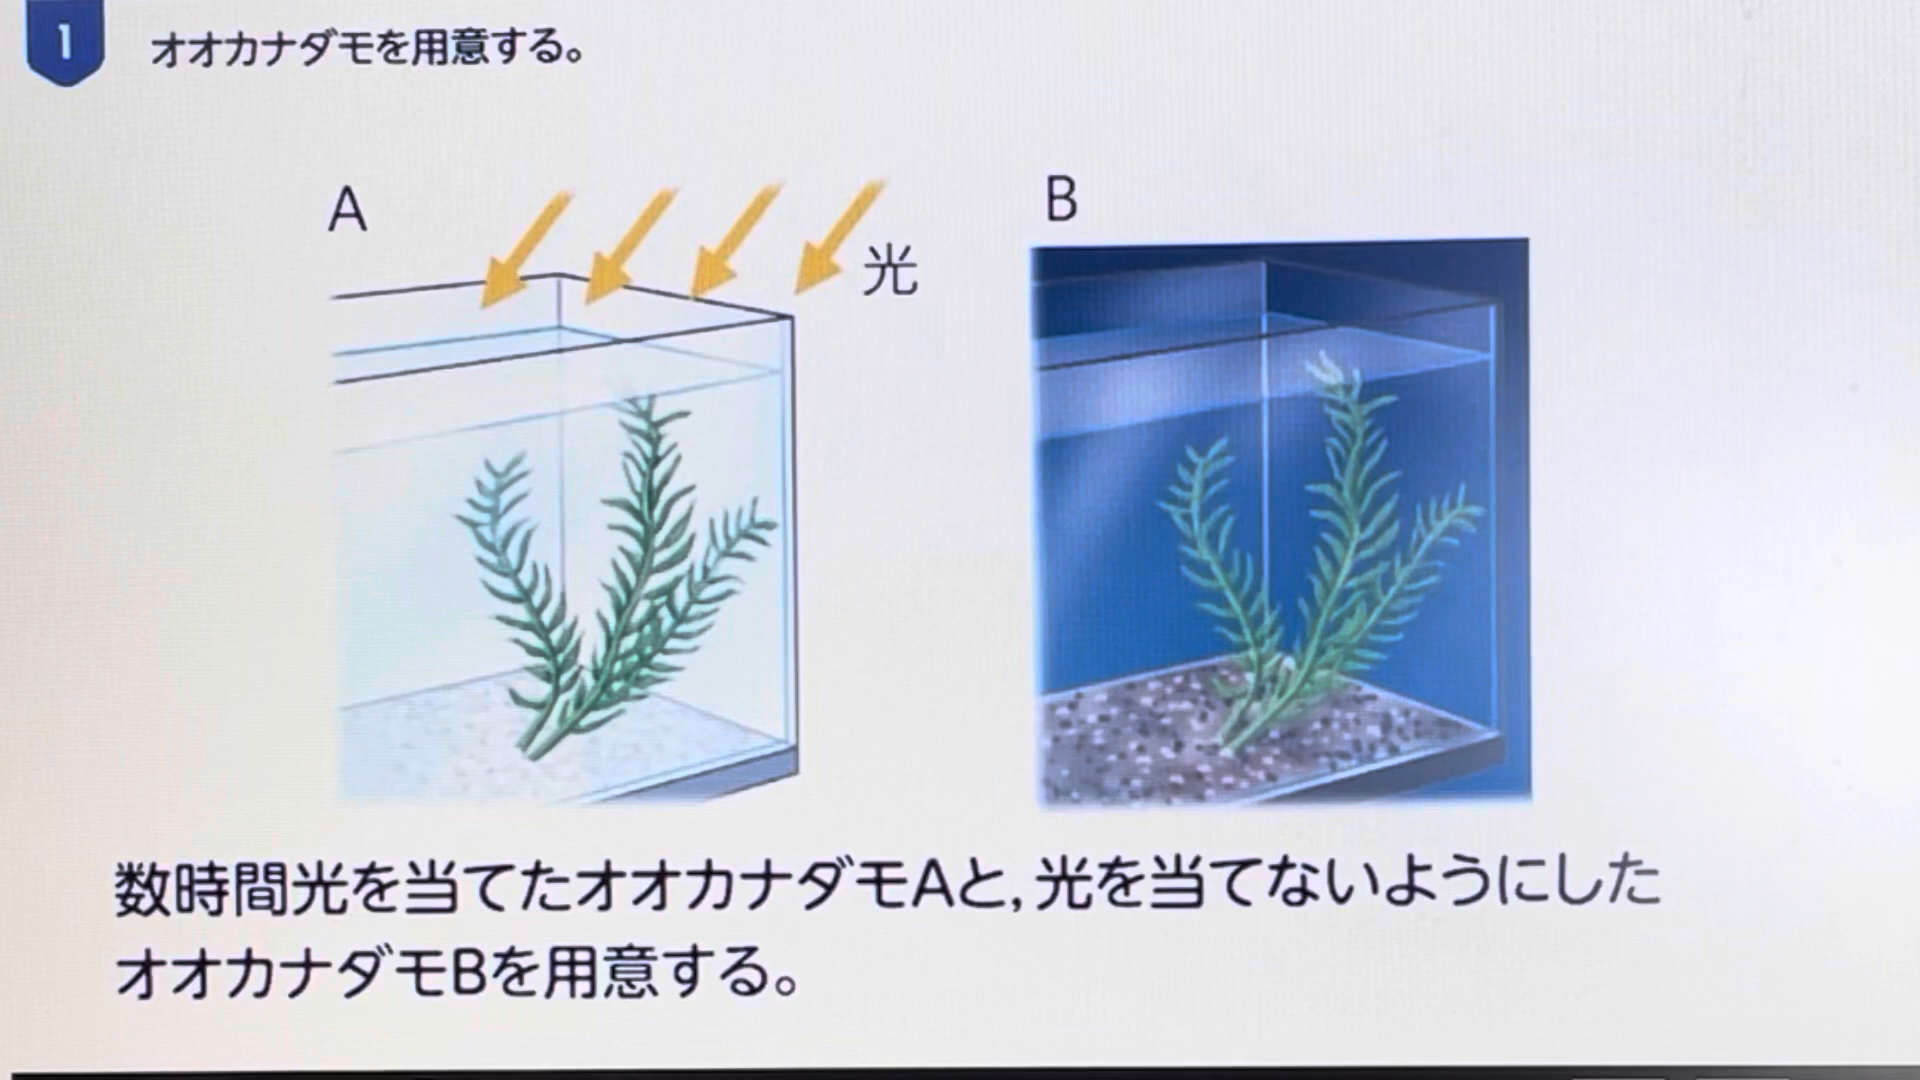 1 オオカナダモを用意する。
A
B
光
数時間光を当てたオオカナダモAと,光を当てないようにした
オオカナダモBを用意する。